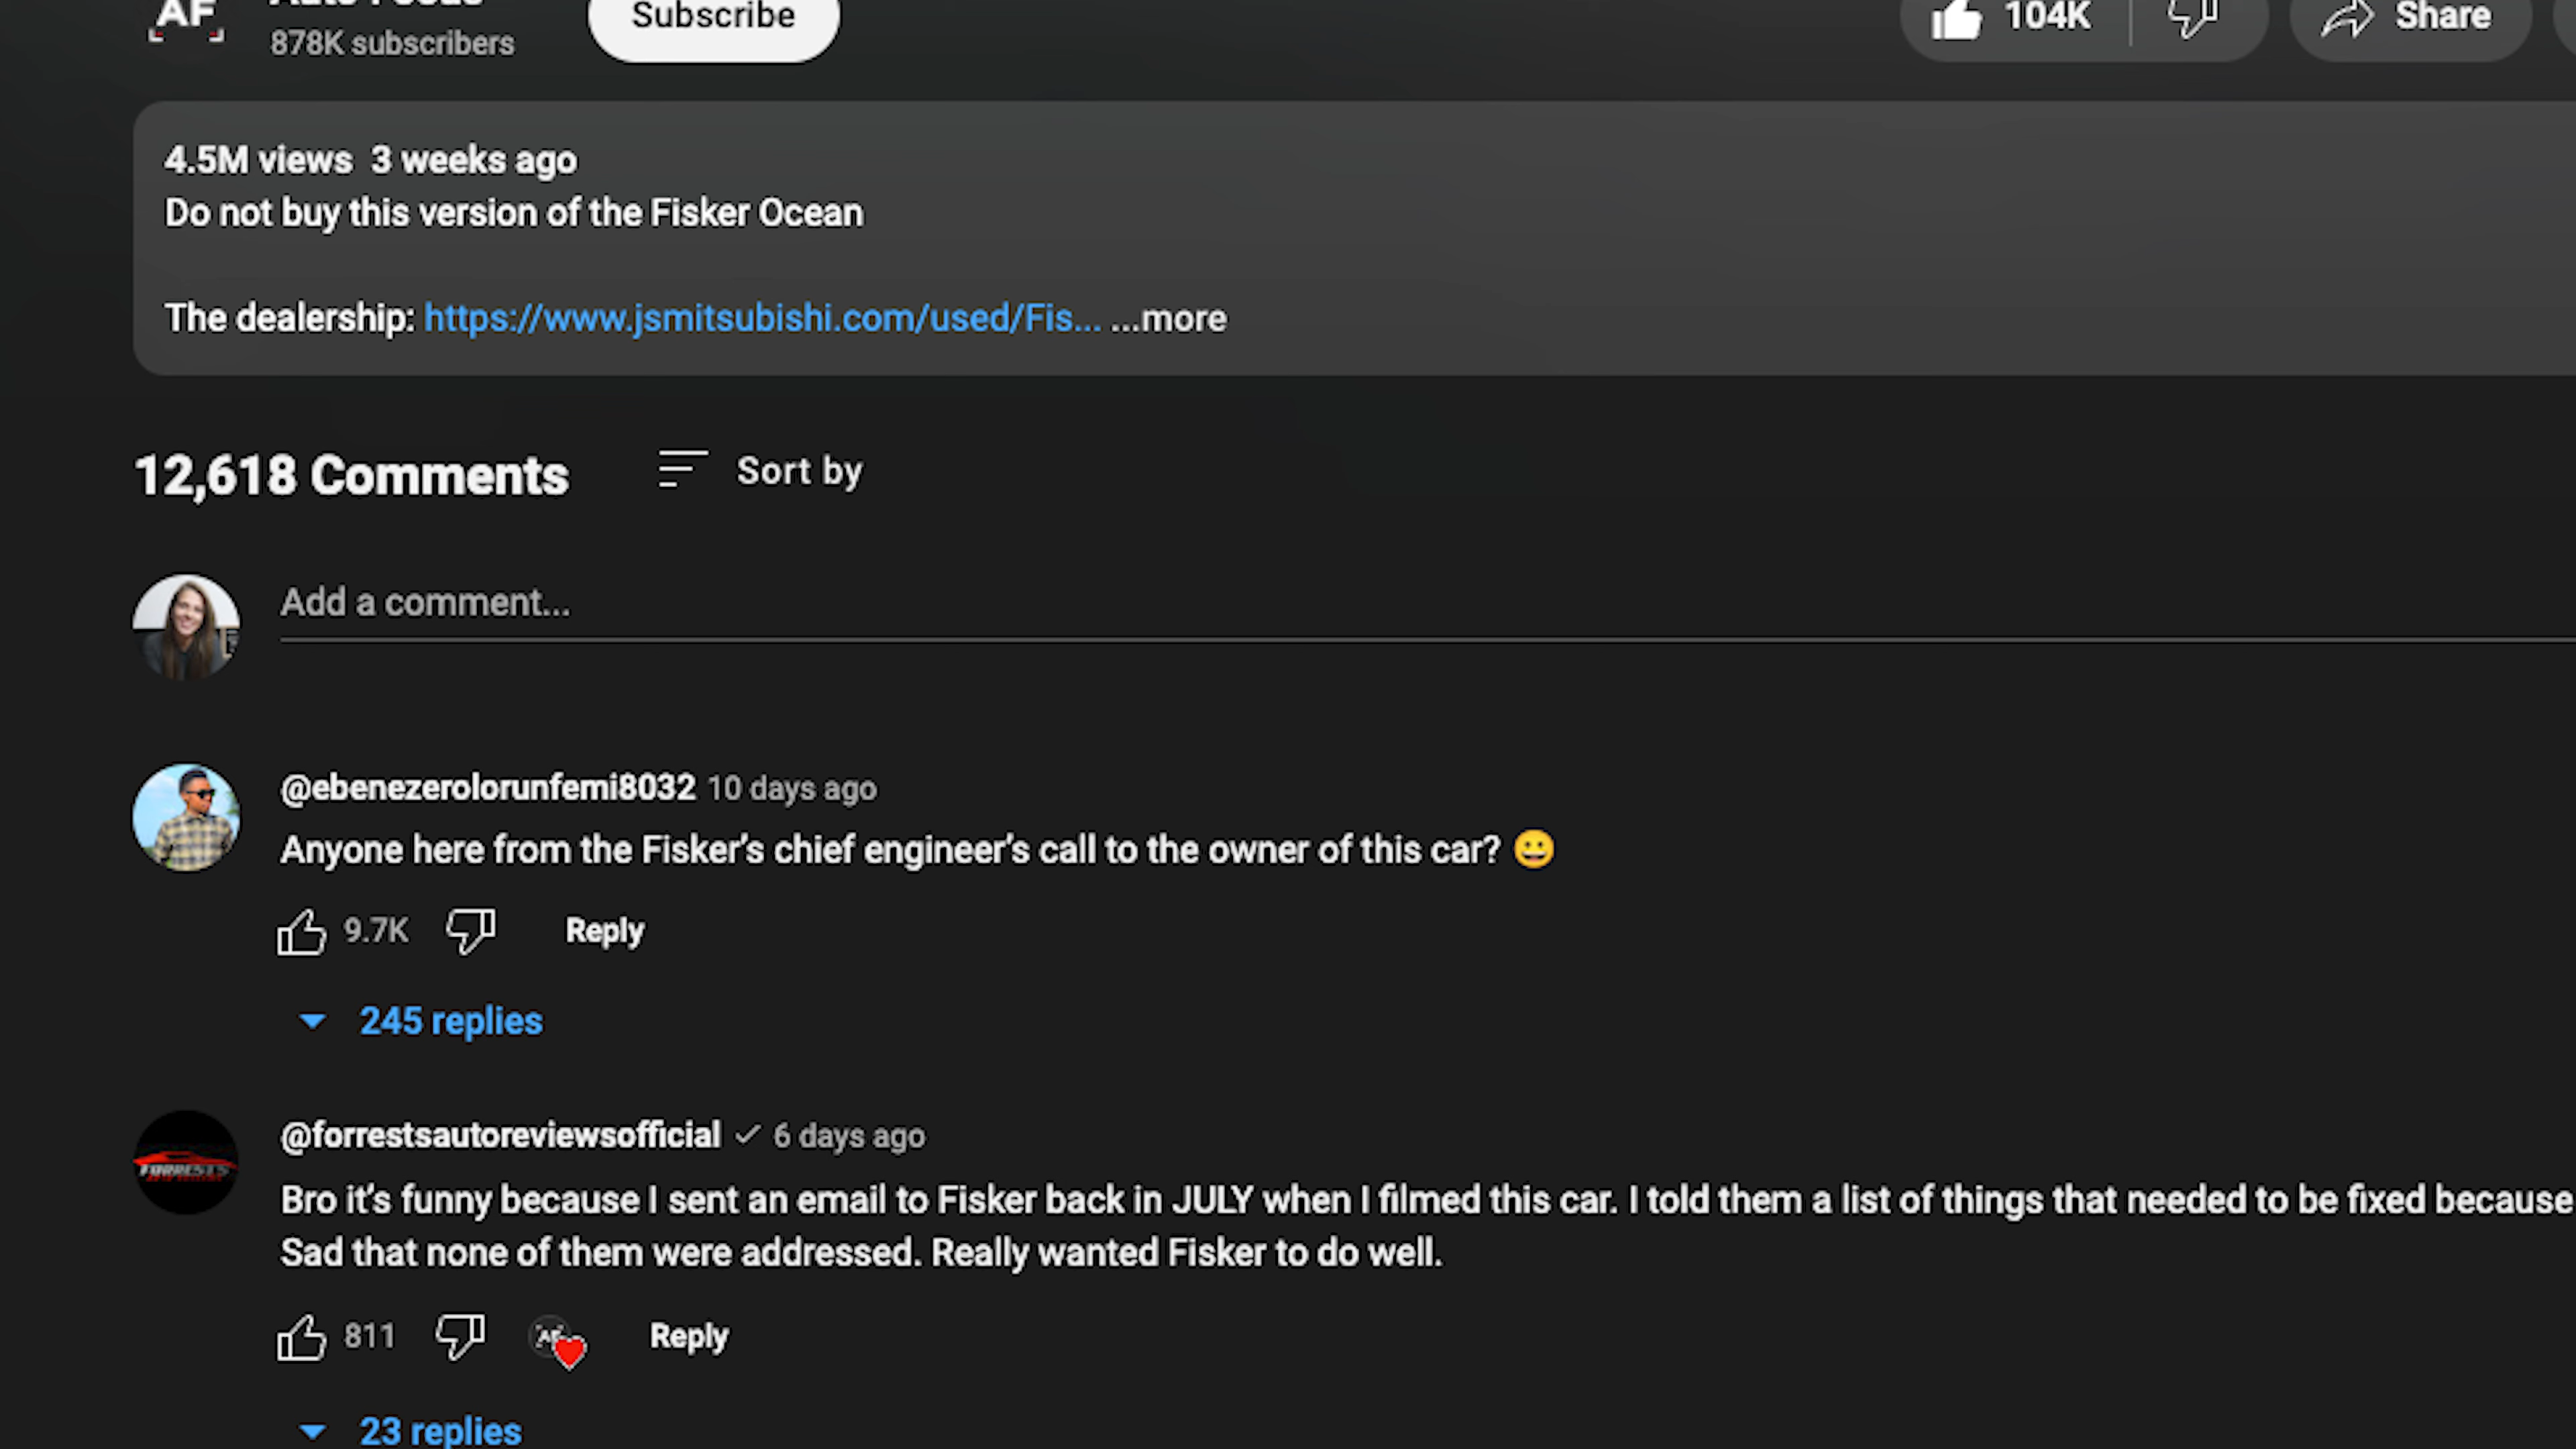 AF
Auto Focus
878K subscribers
Subscribe
104K
Share
4.5M views 3 weeks ago
Do not buy this version of the Fisker Ocean
The dealership: https://www.jsmitsubishi.com/used/Fis... ...more
12,618 Comments
Sort by
Add a comment...
@ebenezerolorunfemi8032 10 days ago
Anyone here from the Fisker's chief engineer's call to the owner of this car? 😀
9.7K
Reply
245 replies
FORREST'S
@forrestsautoreviewsofficial 6 days ago
Bro it's funny because I sent an email to Fisker back in JULY when I filmed this car. I told them a list of things that needed to be fixed because
Sad that none of them were addressed. Really wanted Fisker to do well.
811
AF
Reply
23 replies